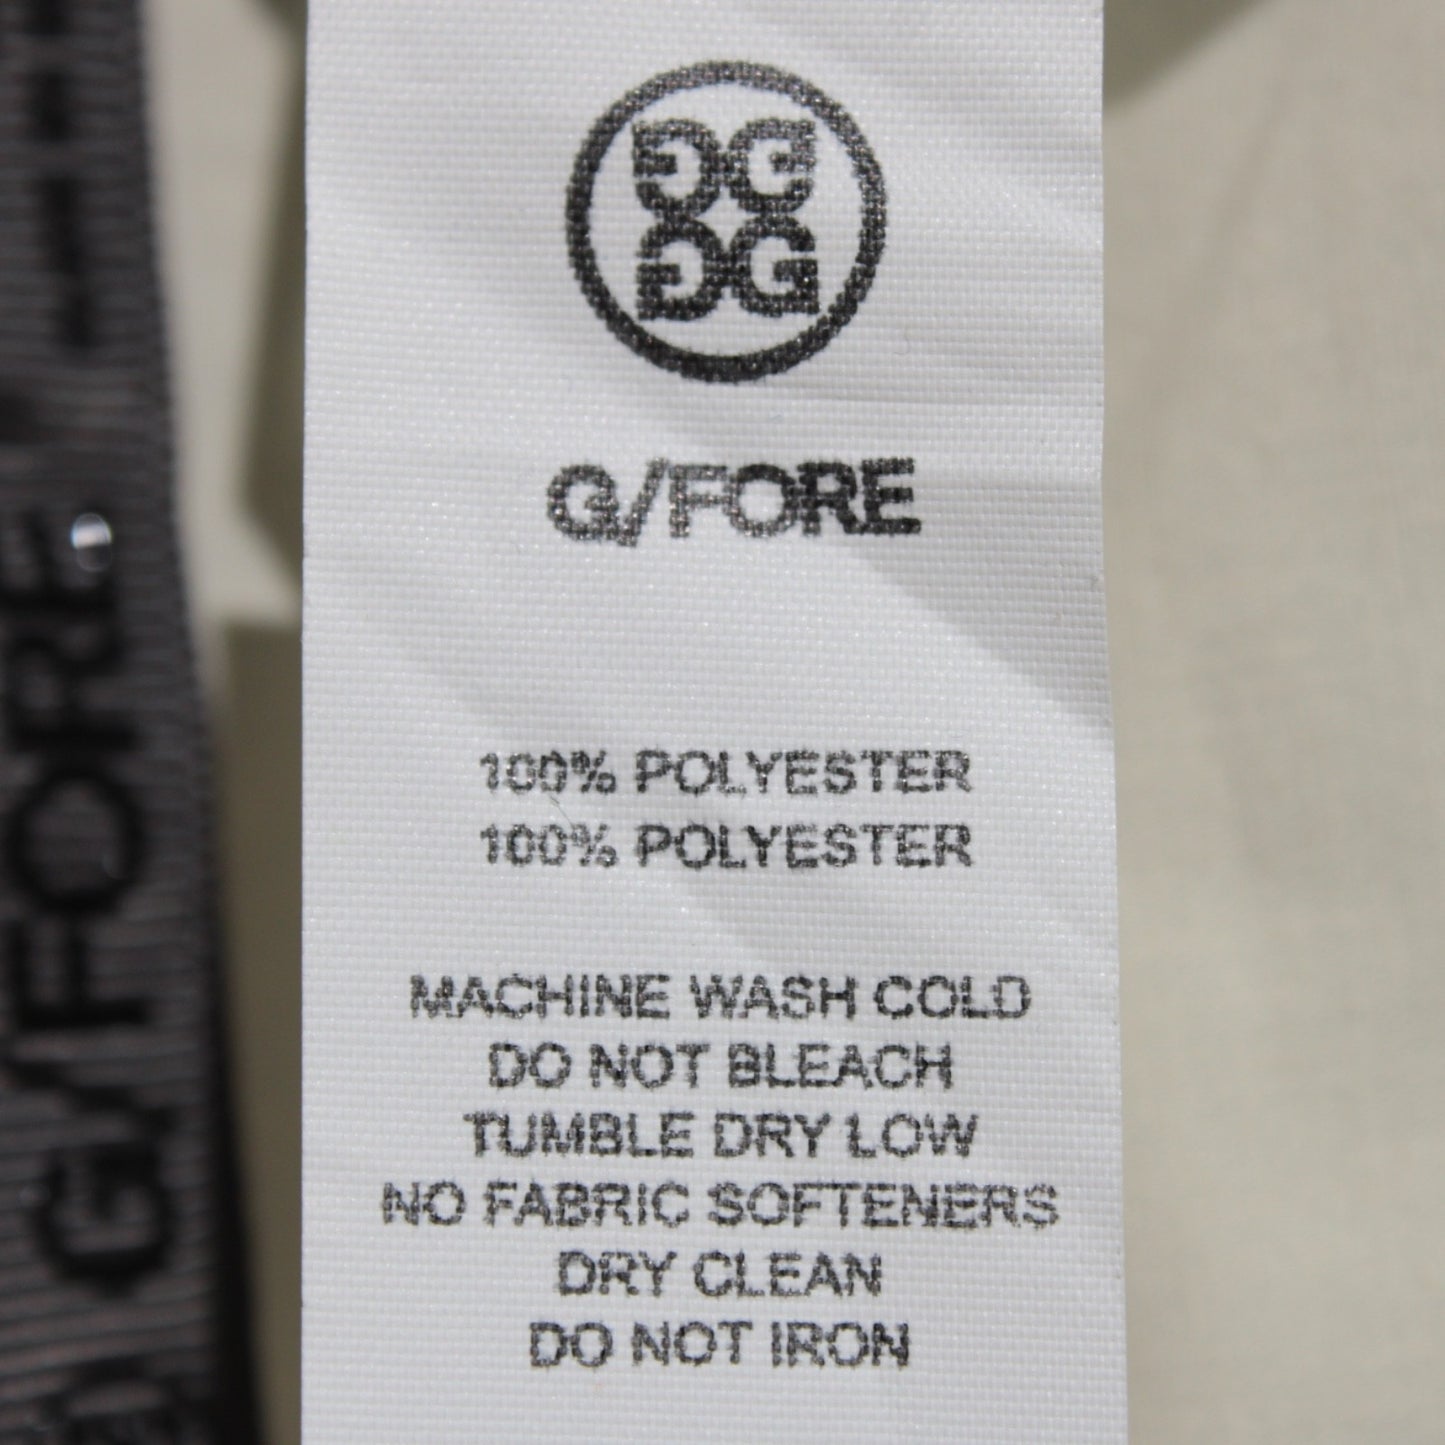 G/FORE
100% POLYESTER
100% POLYESTER
MACHINE WASH COLD
DO NOT BLEACH
TUMBLE DRY LOW
NO FABRIC SOFTENERS
DRY CLEAN
DO NOT IRON
G/FORE